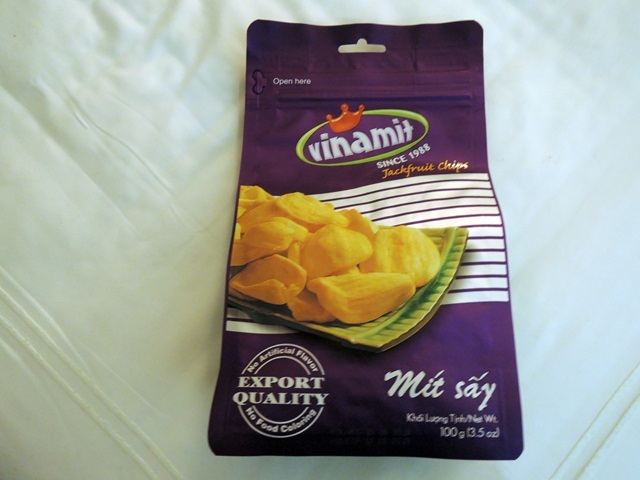 Open here
vinamit
SINCE 1988
Jackfruit Chips
No Artificial Flavor
EXPORT
QUALITY
No Food Coloring
Mít sấy
Khối Lượng Tịnh/Net Wt.
100g (3.5 oz)